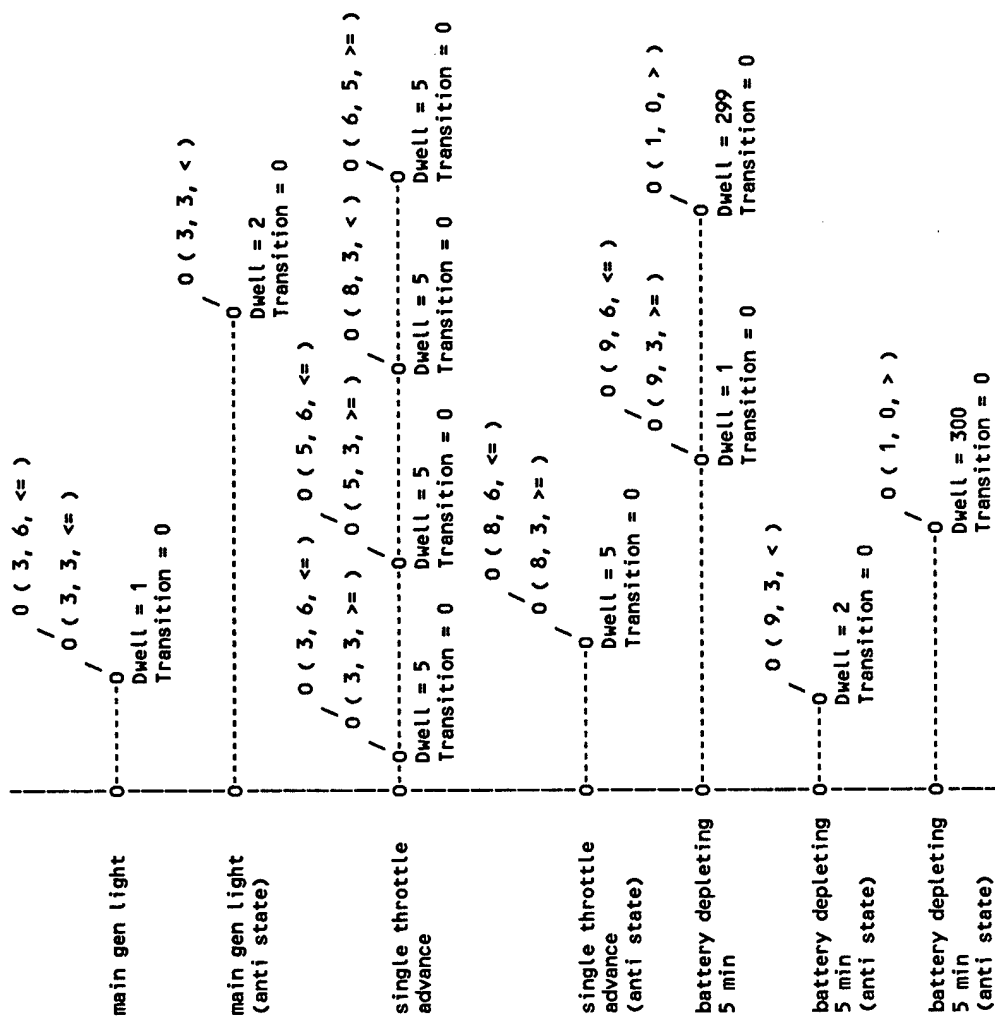 O ( 3, 6, <= )
O ( 3, 3, <= )
main gen light
Dwell = 1
Transition = 0
O ( 3, 3, < )
main gen light
(anti state) Dwell = 2
Transition = 0
O ( 3, 6, <= ) O ( 5, 6, <= )
O ( 3, 3, >= ) O ( 5, 3, >= ) O ( 8, 3, < ) O ( 6, 5, >= )
single throttle
advance Dwell = 5 Dwell = 5 Dwell = 5 Dwell = 5
Transition = 0 Transition = 0 Transition = 0 Transition = 0
O ( 8, 6, <= )
O ( 8, 3, >= )
single throttle
advance Dwell = 5
(anti state) Transition = 0
O ( 9, 6, <= )
O ( 9, 3, >= ) O ( 1, 0, > )
battery depleting
5 min Dwell = 1 Dwell = 299
Transition = 0 Transition = 0
O ( 9, 3, < )
battery depleting
5 min Dwell = 2
(anti state) Transition = 0
O ( 1, 0, > )
battery depleting
5 min Dwell = 300
(anti state) Transition = 0